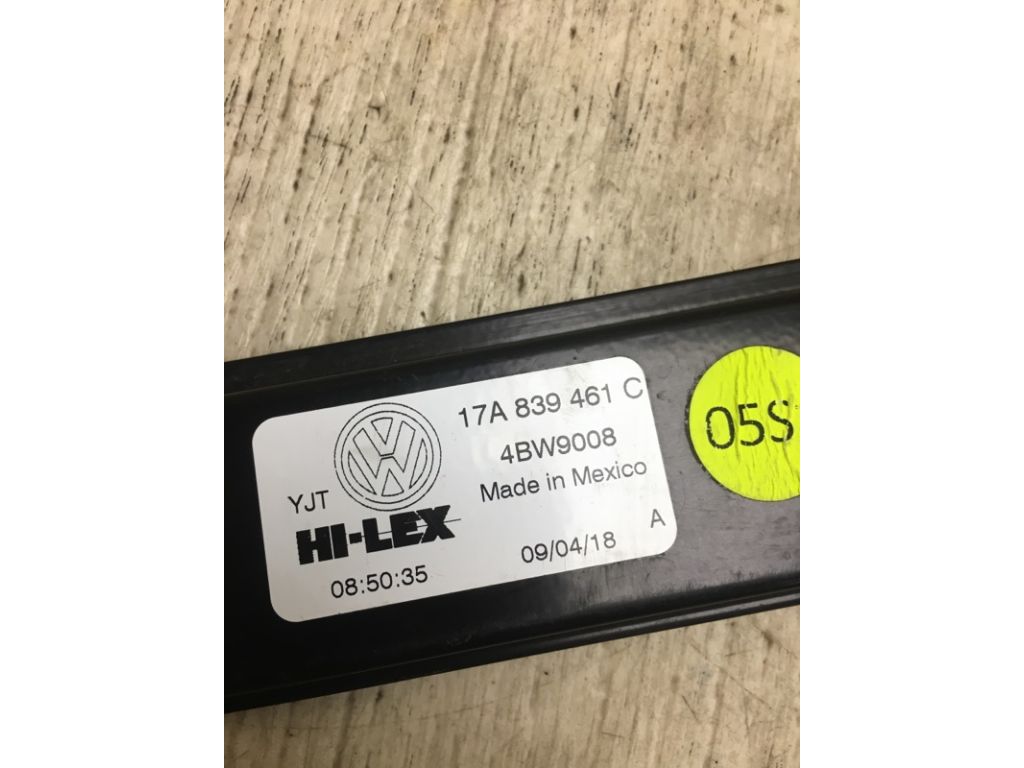 17A 839 461 C
4BW9008
Made in Mexico
YJT
HI-LEX
A
08:50:35
09/04/18
05S